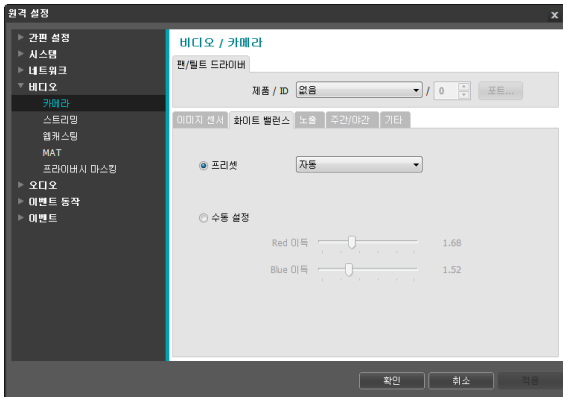 원격 설정
간편 설정
시스템
네트워크
비디오
카메라
스트리밍
웹캐스팅
MAT
프라이버시 마스킹
오디오
이벤트 동작
이벤트
비디오 / 카메라
팬/틸트 드라이버
제품 / ID 없음 / 0 포트...
이미지 센서 화이트 밸런스 노출 주간/야간 기타
프리셋 자동
수동 설정
Red 이득 1.68
Blue 이득 1.52
확인 취소 적용